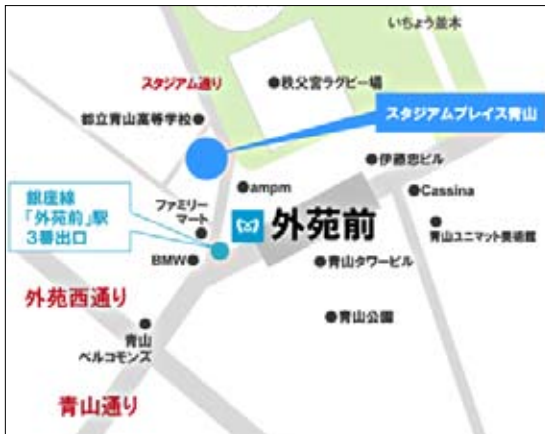 いちょう並木
スタジアム通り
秩父宮ラグビー場
都立青山高等学校
スタジアムプレイス青山
伊藤忠ビル
ampm
Cassina
銀座線
「外苑前」駅
3番出口
ファミリー
マート
外苑前
青山ユニマット美術館
BMW
青山タワービル
外苑西通り
青山公園
青山
ベルコモンズ
青山通り